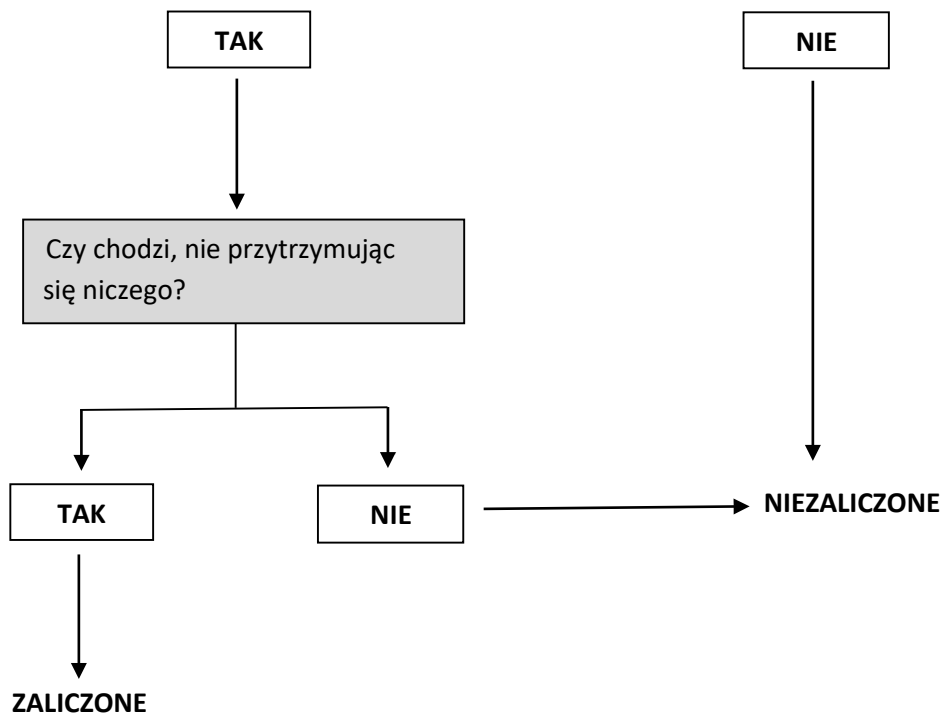 TAK
NIE
Czy chodzi, nie przytrzymując
się niczego?
TAK
NIE
NIEZALICZONE
ZALICZONE